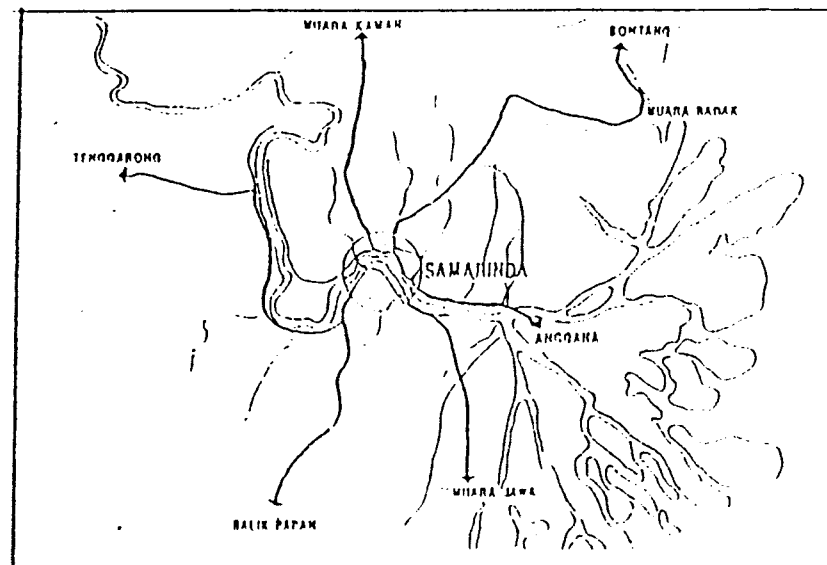 MUARA KAMAN
BONTANG
MUARA BADAK
TENGGARONG
SAMARINDA
ANGGANA
MUARA JAWA
BALIK PAPAN